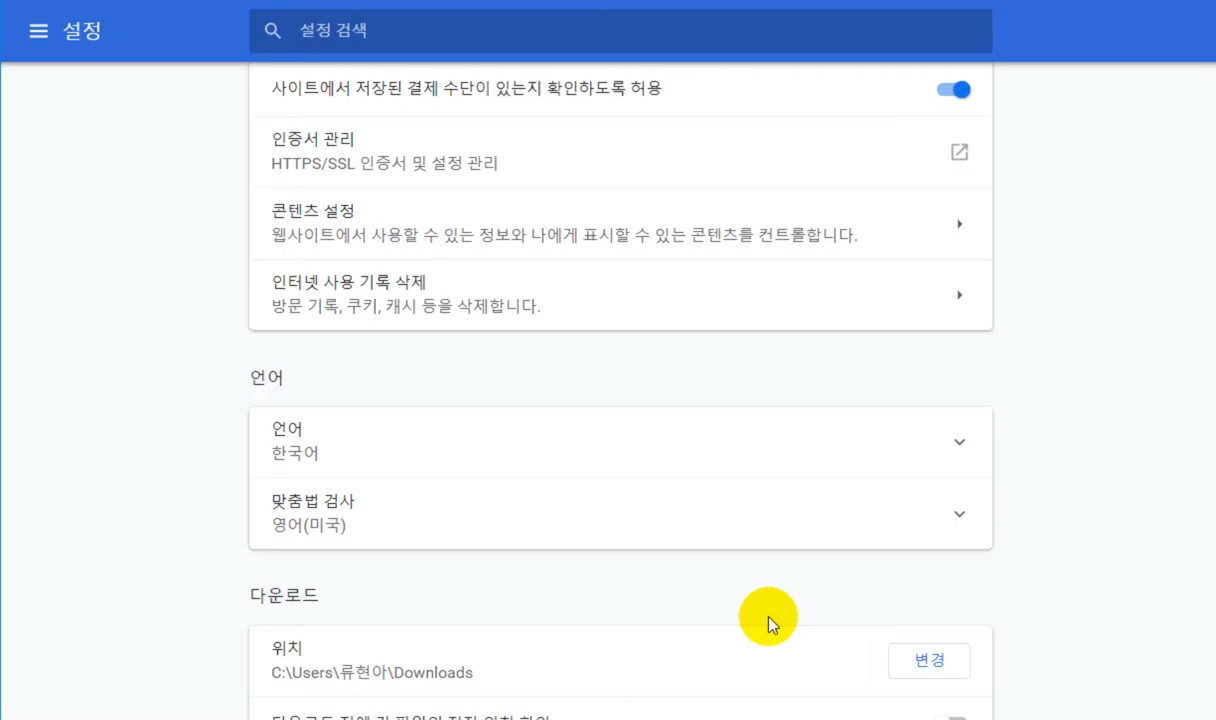 설정
설정 검색
사이트에서 저장된 결제 수단이 있는지 확인하도록 허용
인증서 관리
HTTPS/SSL 인증서 및 설정 관리
콘텐츠 설정
웹사이트에서 사용할 수 있는 정보와 나에게 표시할 수 있는 콘텐츠를 컨트롤합니다.
인터넷 사용 기록 삭제
방문 기록, 쿠키, 캐시 등을 삭제합니다.
언어
언어
한국어
맞춤법 검사
영어(미국)
다운로드
위치
C:\Users\류현아\Downloads
변경